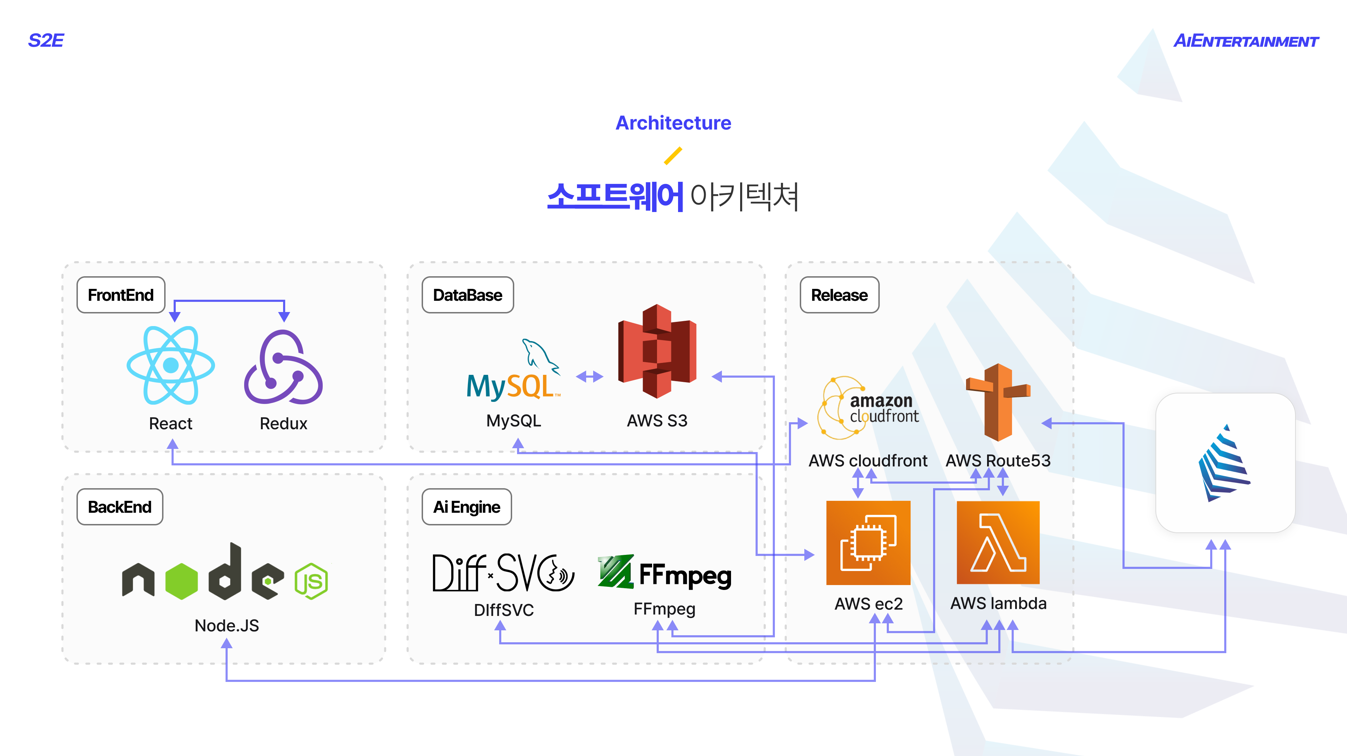 S2E
AiEntertainment
Architecture
소프트웨어 아키텍쳐
FrontEnd
React
Redux
DataBase
MySQL™
MySQL
AWS S3
Release
amazon
cloudfront
AWS cloudfront
AWS Route53
BackEnd
node JS
Node.JS
Ai Engine
Diff-SVC
DIffSVC
FFmpeg
FFmpeg
AWS ec2
AWS lambda